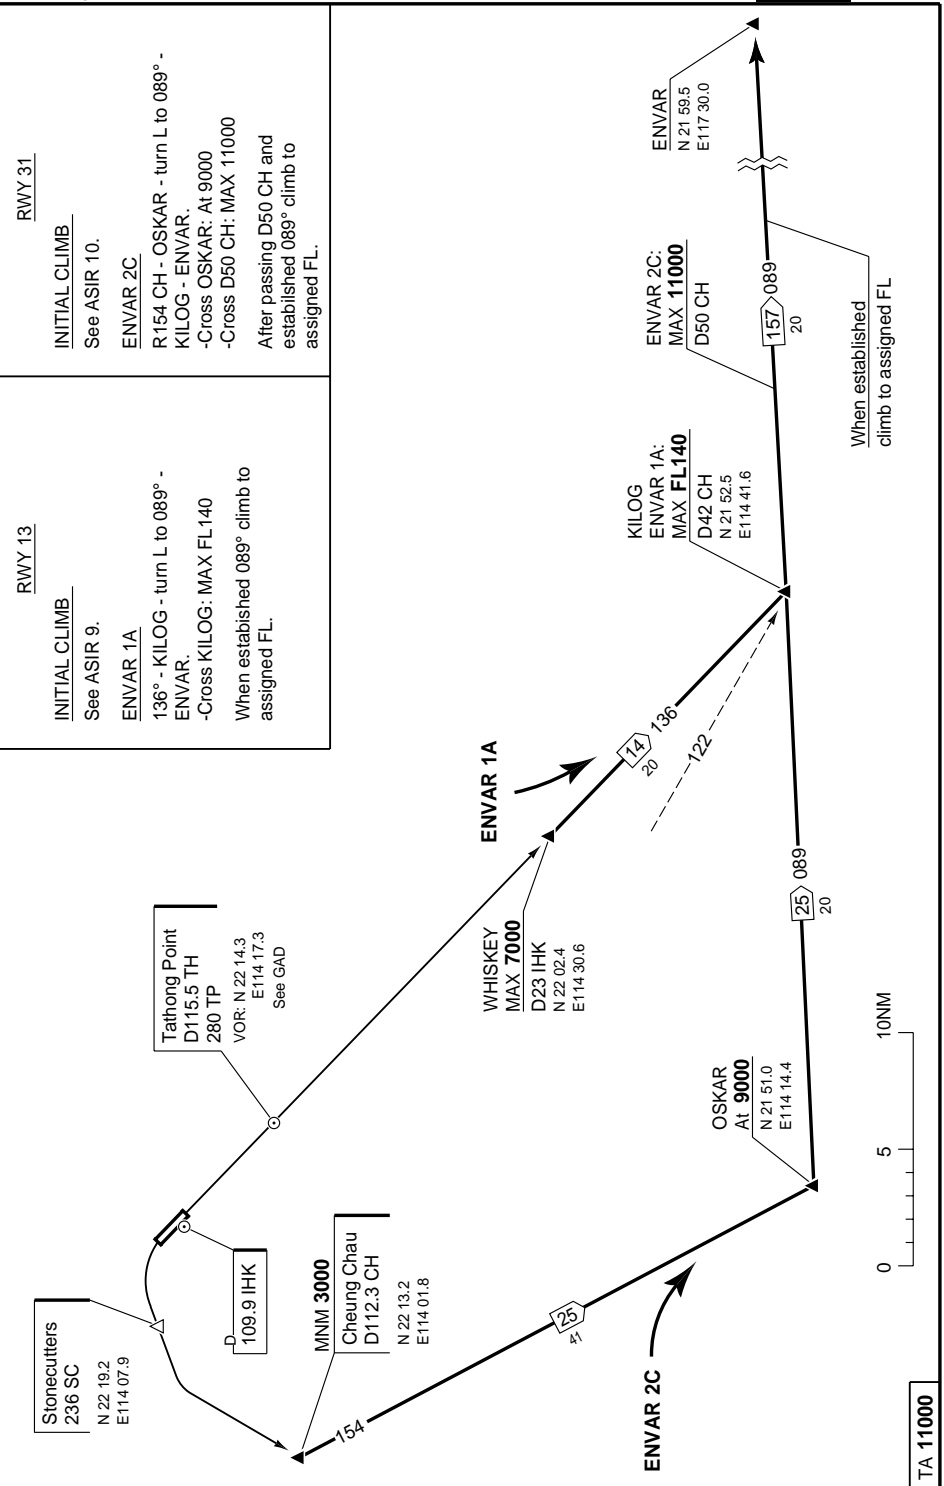 RWY 13
INITIAL CLIMB
See ASIR 9.
ENVAR 1A
136° - KILOG - turn L to 089° -
ENVAR.
-Cross KILOG: MAX FL140
When estabished 089° climb to
assigned FL.
RWY 31
INITIAL CLIMB
See ASIR 10.
ENVAR 2C
R154 CH - OSKAR - turn L to 089° -
KILOG - ENVAR.
-Cross OSKAR: At 9000
-Cross D50 CH: MAX 11000
After passing D50 CH and
estabilshed 089° climb to
assigned FL.
Stonecutters
236 SC
N 22 19.2
E114 07.9
D
109.9 IHK
Tathong Point
D115.5 TH
280 TP
VOR: N 22 14.3
E114 17.3
See GAD
MNM 3000
Cheung Chau
D112.3 CH
N 22 13.2
E114 01.8
154
25
41
ENVAR 2C
WHISKEY
MAX 7000
D23 IHK
N 22 02.4
E114 30.6
ENVAR 1A
14
136
20
122
OSKAR
At 9000
N 21 51.0
E114 14.4
25
089
20
KILOG
ENVAR 1A:
MAX FL140
D42 CH
N 21 52.5
E114 41.6
ENVAR 2C:
MAX 11000
D50 CH
157
089
20
ENVAR
N 21 59.5
E117 30.0
When established
climb to assigned FL
0
5
10NM
TA 11000